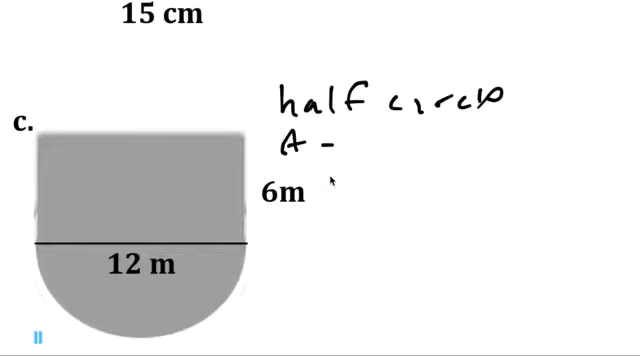 15 cm
half circle
c.
A =
6m
12 m